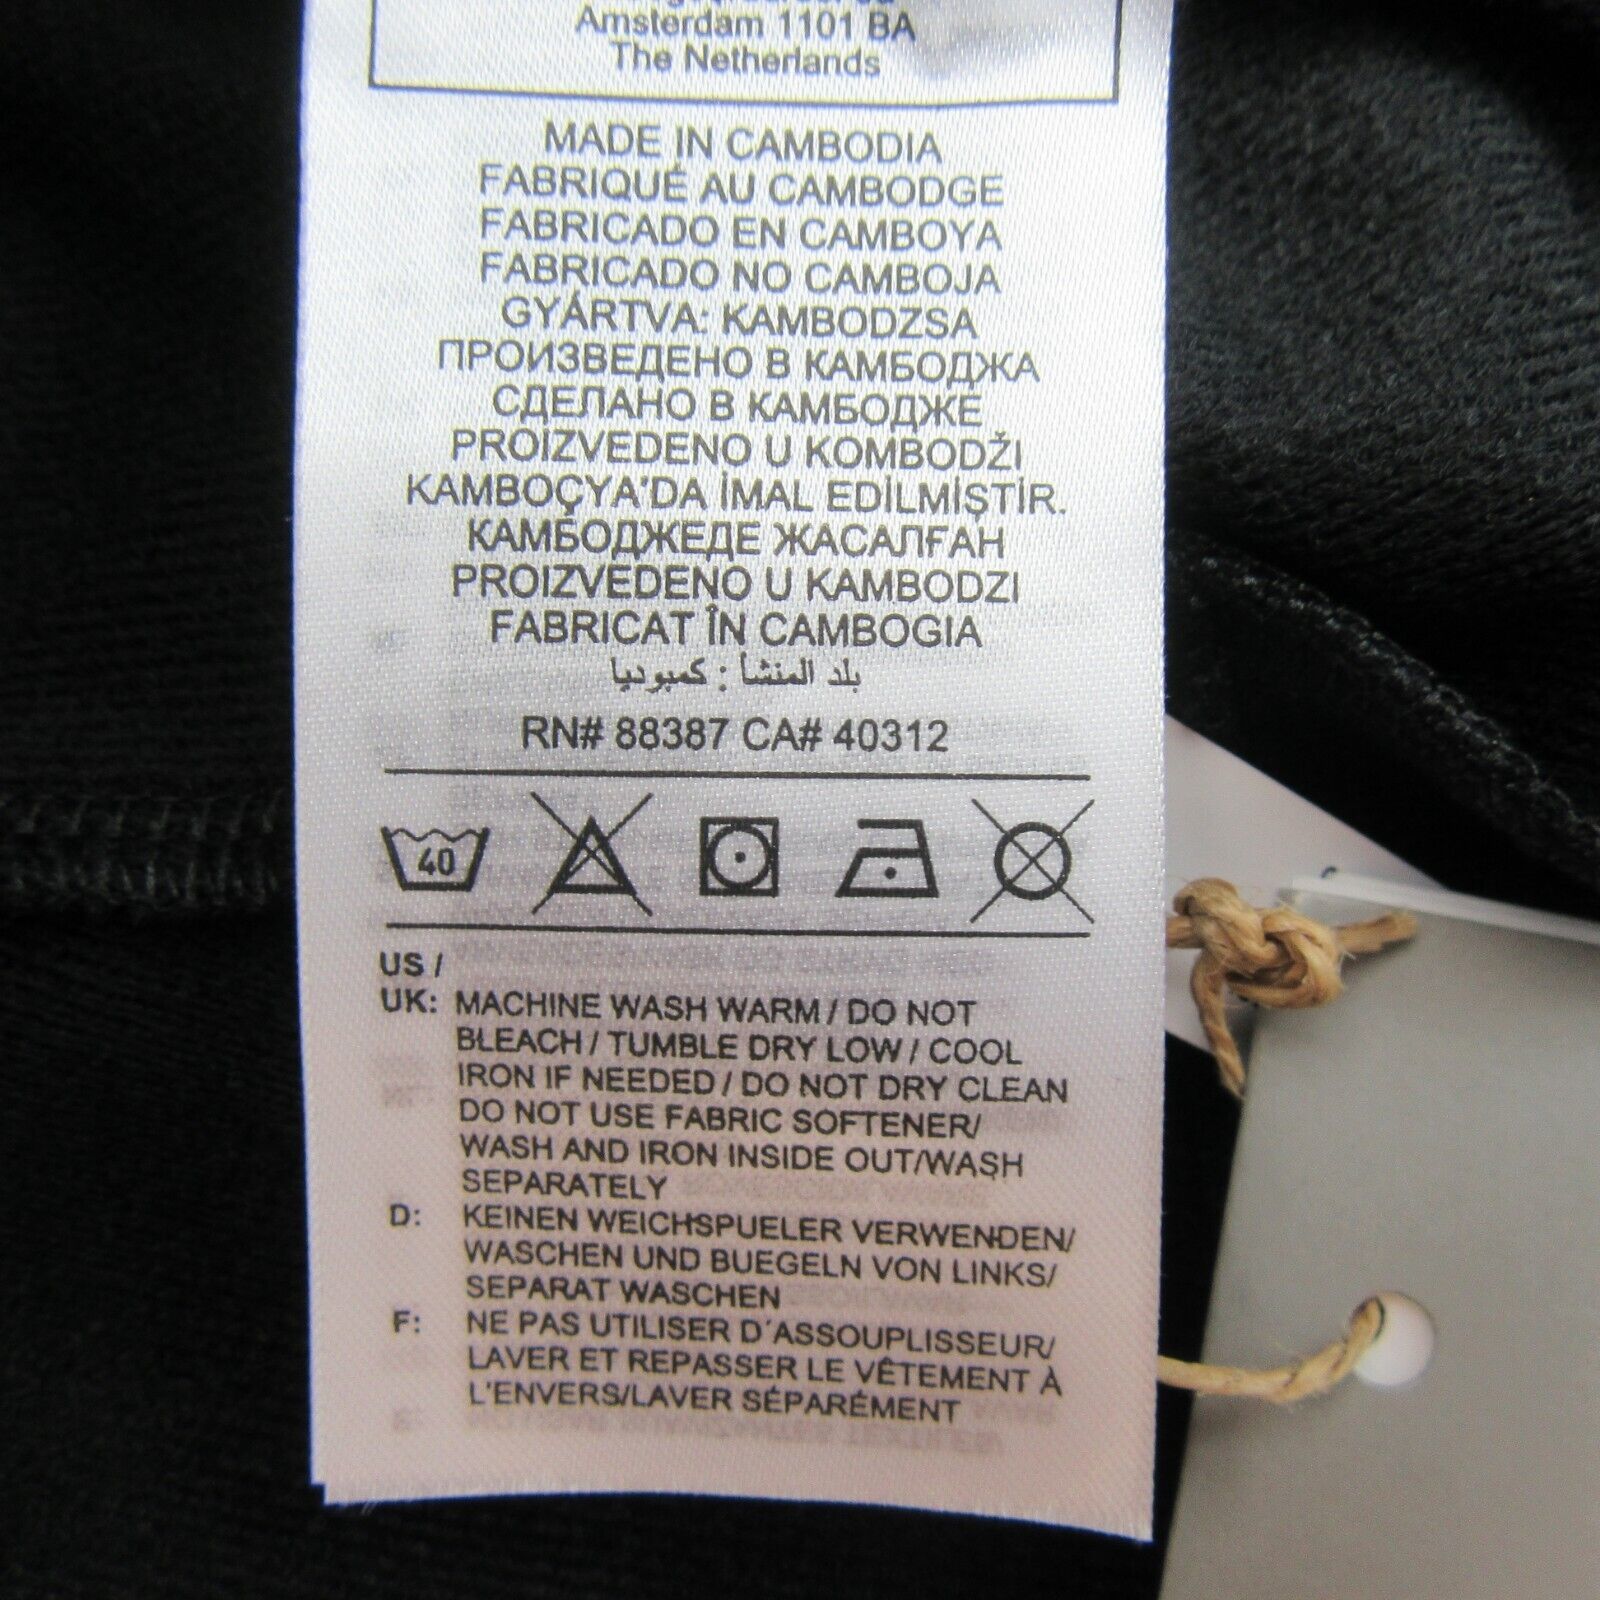 Amsterdam 1101 BA
The Netherlands
MADE IN CAMBODIA
FABRIQUÉ AU CAMBODGE
FABRICADO EN CAMBOYA
FABRICADO NO CAMBOJA
GYÁRTVA: KAMBODZSA
ПРОИЗВЕДЕНО В КАМБОДЖА
СДЕЛАНО В КАМБОДЖЕ
PROIZVEDENO U KOMBODŽI
KAMBOÇYA'DA İMAL EDİLMİŞTİR.
КАМБОДЖЕДЕ ЖАСАЛҒАН
PROIZVEDENO U KAMBODZI
FABRICAT ÎN CAMBOGIA
بلد المنشأ : كمبوديا
RN# 88387 CA# 40312
40
US /
UK: MACHINE WASH WARM / DO NOT
BLEACH / TUMBLE DRY LOW / COOL
IRON IF NEEDED / DO NOT DRY CLEAN
DO NOT USE FABRIC SOFTENER/
WASH AND IRON INSIDE OUT/WASH
SEPARATELY
D: KEINEN WEICHSPUELER VERWENDEN/
WASCHEN UND BUEGELN VON LINKS/
SEPARAT WASCHEN
F: NE PAS UTILISER D'ASSOUPLISSEUR/
LAVER ET REPASSER LE VÊTEMENT À
L'ENVERS/LAVER SÉPARÉMENT